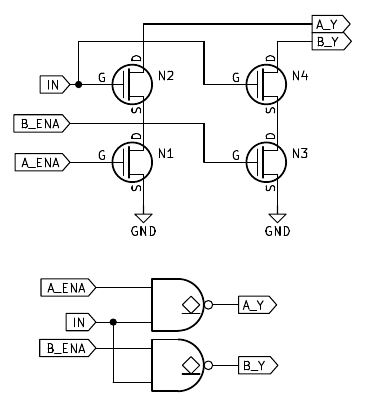 A_Y
B_Y
D
D
IN
G
N2
G
N4
S
S
B_ENA
D
D
A_ENA
G
N1
G
N3
S
S
GND
GND
A_ENA
IN
A_Y
B_ENA
B_Y